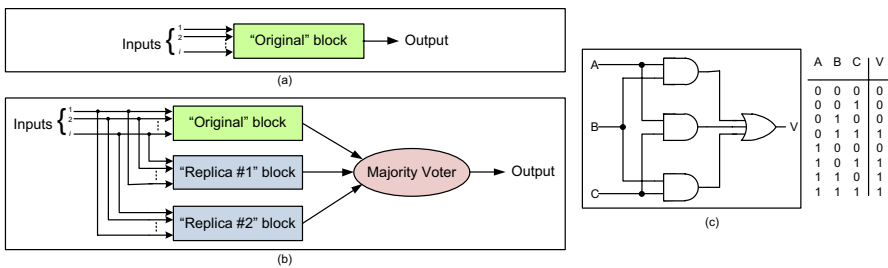 Inputs { 1 2 i
“Original” block
Output
(a)
Inputs { 1 2 i
“Original” block
“Replica #1” block
“Replica #2” block
Majority Voter
Output
(b)
A
B
C
V
(c)
A B C V
0 0 0 0
0 0 1 0
0 1 0 0
0 1 1 1
1 0 0 0
1 0 1 1
1 1 0 1
1 1 1 1